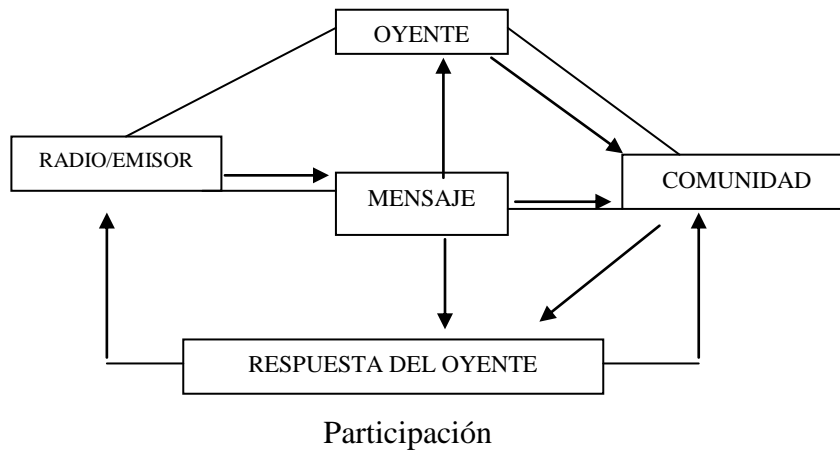 OYENTE
RADIO/EMISOR
MENSAJE
COMUNIDAD
RESPUESTA DEL OYENTE
Participación